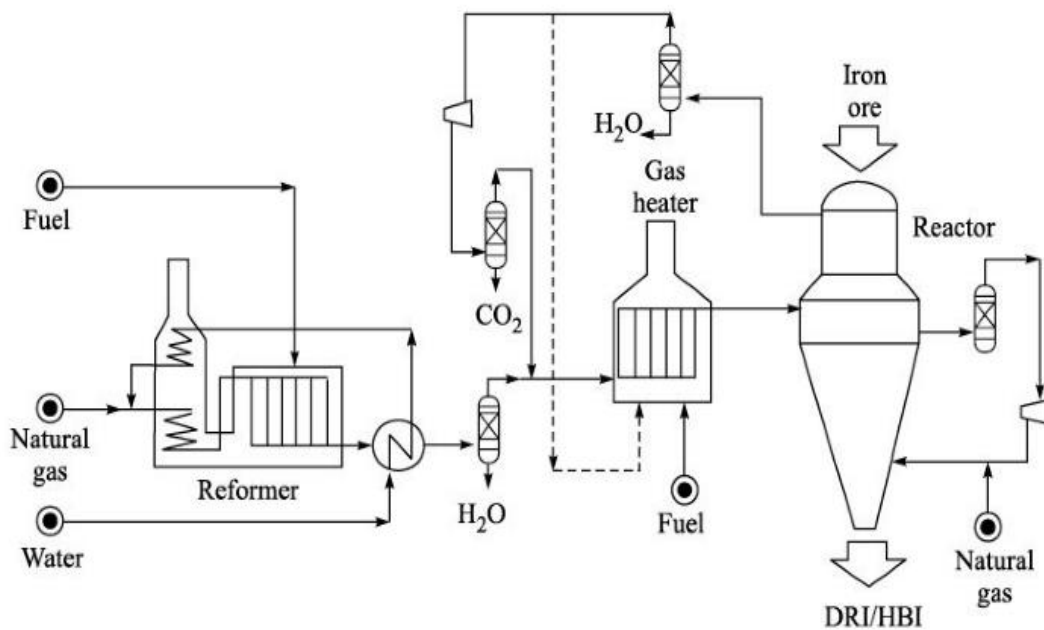 Iron
ore
H₂O
Gas
heater
Fuel
Reactor
CO₂
Natural
gas
Reformer
H₂O
Fuel
Water
Natural
gas
DRI/HBI